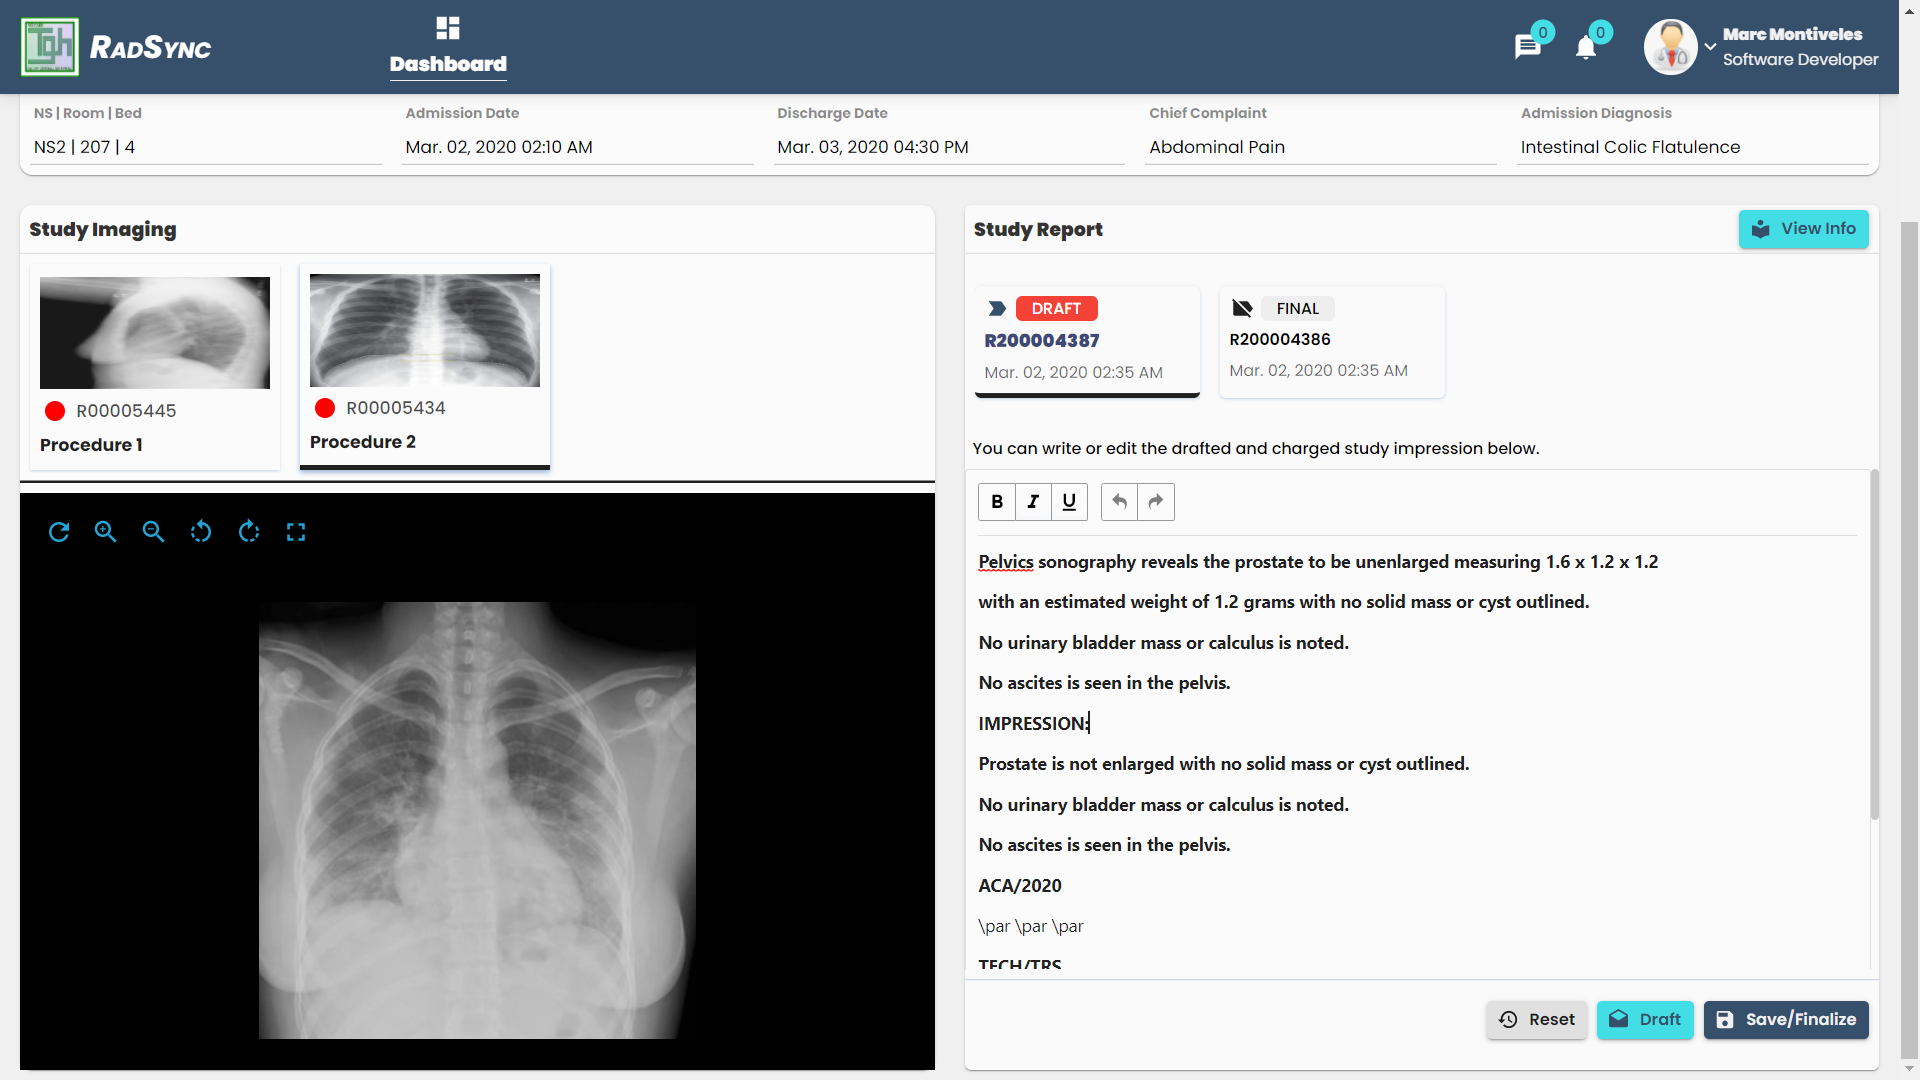 Tgh
RadSync
Dashboard
0
0
Marc Montiveles
Software Developer
NS | Room | Bed
Admission Date
Discharge Date
Chief Complaint
Admission Diagnosis
NS2 | 207 | 4
Mar. 02, 2020 02:10 AM
Mar. 03, 2020 04:30 PM
Abdominal Pain
Intestinal Colic Flatulence
Study Imaging
R00005445
Procedure 1
R00005434
Procedure 2
Study Report
View Info
DRAFT
R200004387
Mar. 02, 2020 02:35 AM
FINAL
R200004386
Mar. 02, 2020 02:35 AM
You can write or edit the drafted and charged study impression below.
B I U
Pelvics sonography reveals the prostate to be unenlarged measuring 1.6 x 1.2 x 1.2
with an estimated weight of 1.2 grams with no solid mass or cyst outlined.
No urinary bladder mass or calculus is noted.
No ascites is seen in the pelvis.
IMPRESSION:
Prostate is not enlarged with no solid mass or cyst outlined.
No urinary bladder mass or calculus is noted.
No ascites is seen in the pelvis.
ACA/2020
\par \par \par
TECH/TRS
Reset
Draft
Save/Finalize